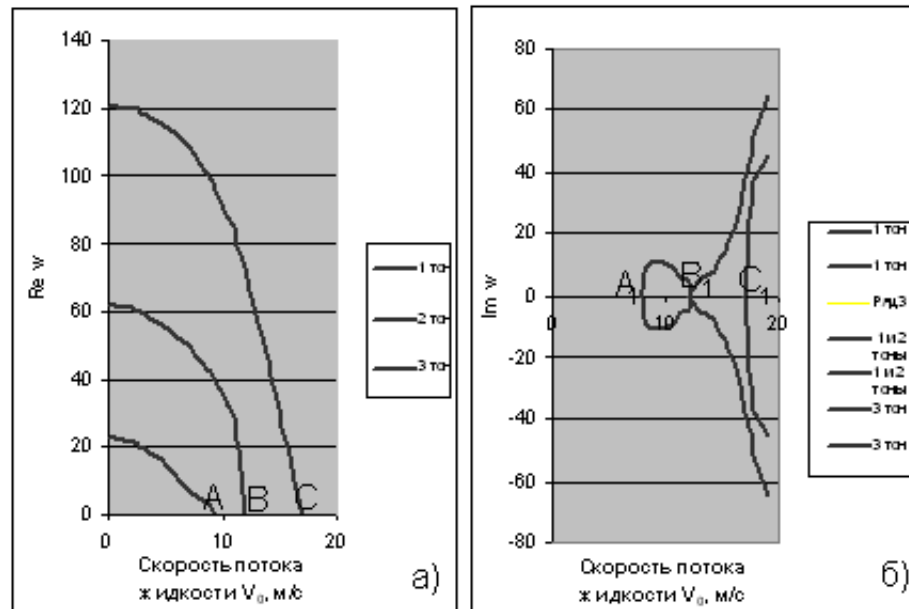 140
120
100
80
60
40
20
0
Re w
A
B
C
0
10
20
Скорость потока
жидкости V₀, м/с
а)
1 тон
2 тон
3 тон
80
60
40
20
0
-20
-40
-60
-80
Im w
A₁
B₁
C₁
0
10
20
Скорость потока
жидкости V₀, м/с
б)
1 тон
1 тон
Ряд3
1 и 2
тоны
1 и 2
тоны
3 тон
3 тон